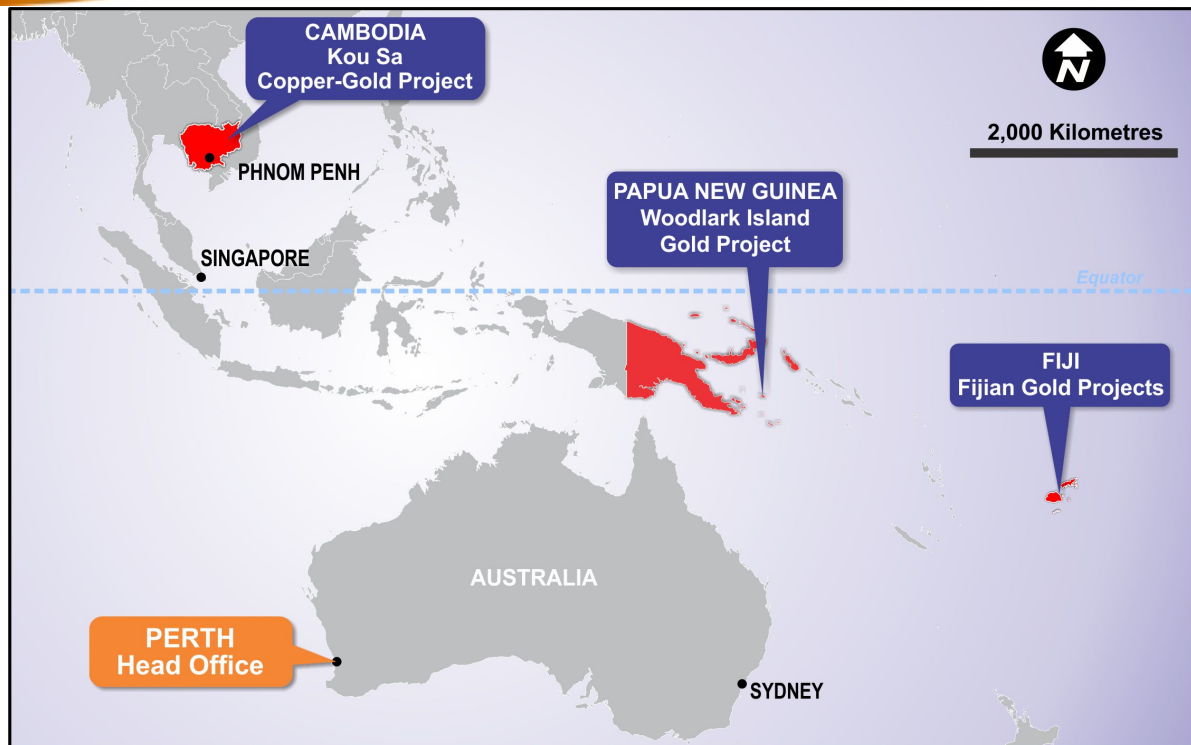 CAMBODIA
Kou Sa
Copper-Gold Project
N
2,000 Kilometres
PHNOM PENH
PAPUA NEW GUINEA
Woodlark Island
Gold Project
SINGAPORE
Equator
FIJI
Fijian Gold Projects
AUSTRALIA
PERTH
Head Office
SYDNEY